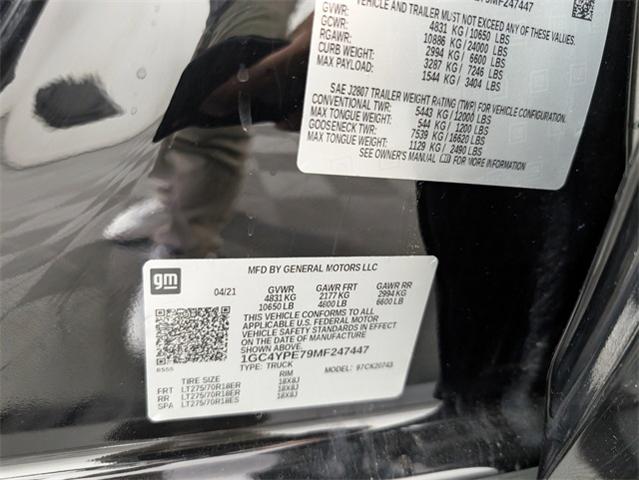 79MF247447
VEHICLE AND TRAILER MUST NOT EXCEED ANY OF THESE VALUES.
GVWR: 4831 KG / 10650 LBS
GCWR: 10886 KG / 24000 LBS
RGAWR: 2994 KG / 6600 LBS
CURB WEIGHT: 3287 KG / 7246 LBS
MAX PAYLOAD: 1544 KG / 3404 LBS
SAE J2807 TRAILER WEIGHT RATING (TWR) FOR VEHICLE CONFIGURATION.
CONVENTIONAL TWR: 5443 KG / 12000 LBS
MAX TONGUE WEIGHT: 544 KG / 1200 LBS
GOOSENECK TWR: 7539 KG / 16620 LBS
MAX TONGUE WEIGHT: 1129 KG / 2490 LBS
SEE OWNER'S MANUAL FOR MORE INFORMATION
gm
MFD BY GENERAL MOTORS LLC
04/21 GVWR GAWR FRT GAWR RR
4831 KG 2177 KG 2994 KG
10650 LB 4800 LB 6600 LB
THIS VEHICLE CONFORMS TO ALL
APPLICABLE U.S. FEDERAL MOTOR
VEHICLE SAFETY STANDARDS IN EFFECT
ON THE DATE OF MANUFACTURE
SHOWN ABOVE.
1GC4YPE79MF247447
TYPE: TRUCK MODEL: 97CK20743
TIRE SIZE RIM
FRT LT275/70R18ER 18X8J
RR LT275/70R18ER 18X8J
SPA LT275/70R18ES 18X8J